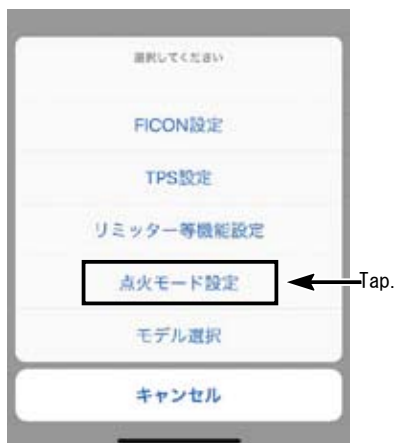 選択してください
FICON設定
TPS設定
リミッター等機能設定
点火モード設定
Tap.
モデル選択
キャンセル